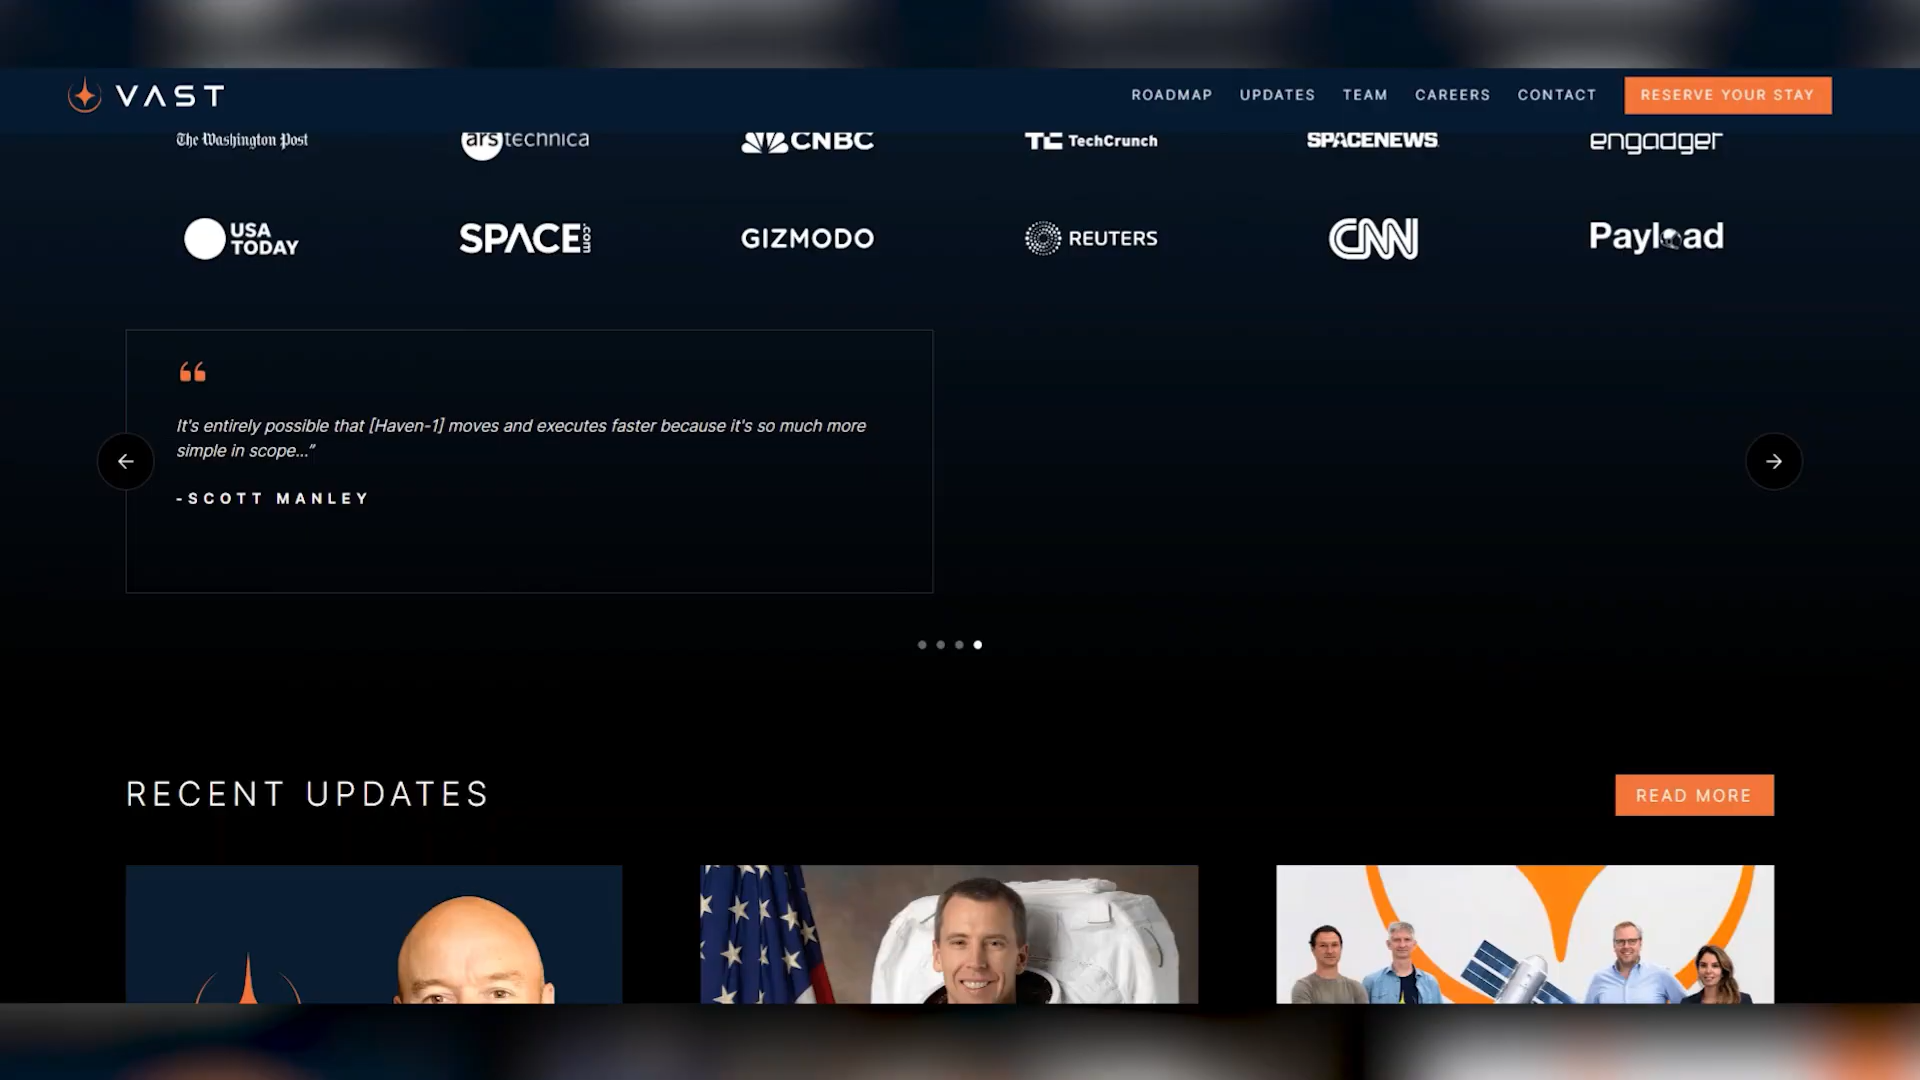 VAST
ROADMAP UPDATES TEAM CAREERS CONTACT RESERVE YOUR STAY
The Washington Post ars technica CNBC TechCrunch SPACENEWS engadget
USA TODAY SPACE.com GIZMODO REUTERS CNN Payload
“
It's entirely possible that [Haven-1] moves and executes faster because it's so much more
simple in scope...”
-SCOTT MANLEY
RECENT UPDATES
READ MORE